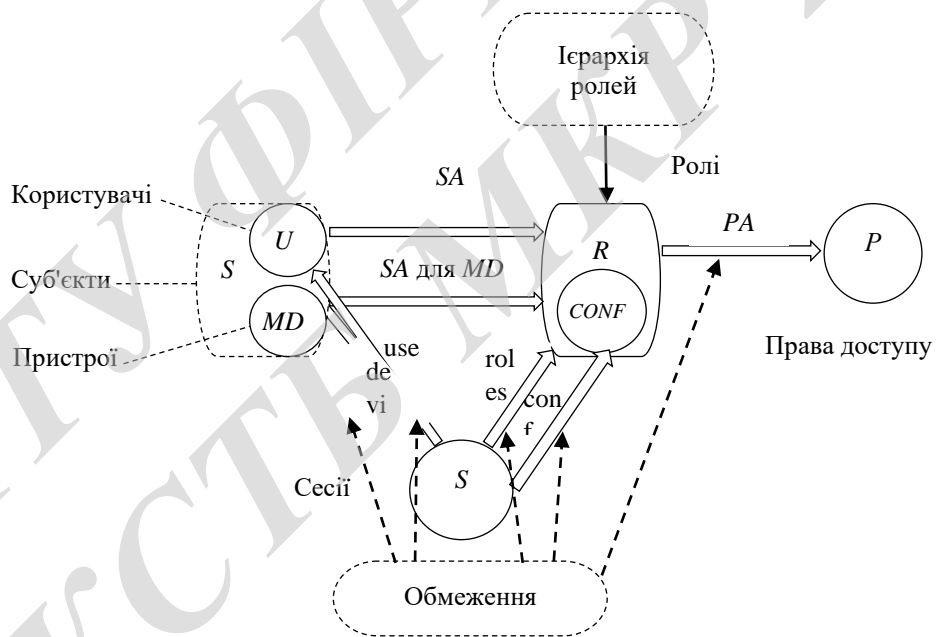 Ієрархія
ролей
Ролі
SA
Користувачі
U
S
R
PA
P
SA для MD
Суб'єкти
MD
CONF
Пристрої
use
de
vi
rol
es
con
f
Права доступу
Сесії
S
Обмеження